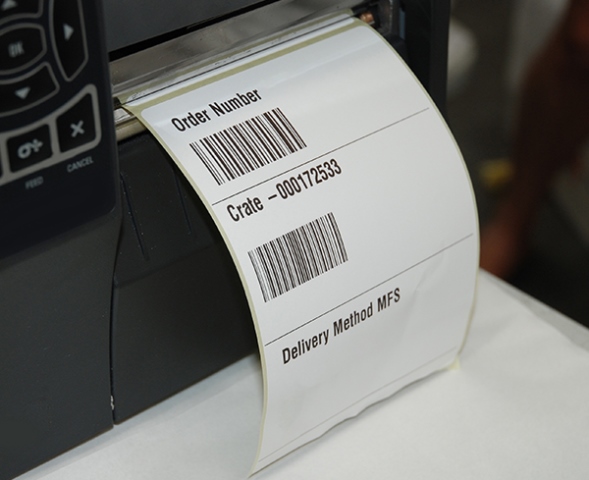 OK
FEED
CANCEL
Order Number
Crate -000172533
Delivery Method MFS